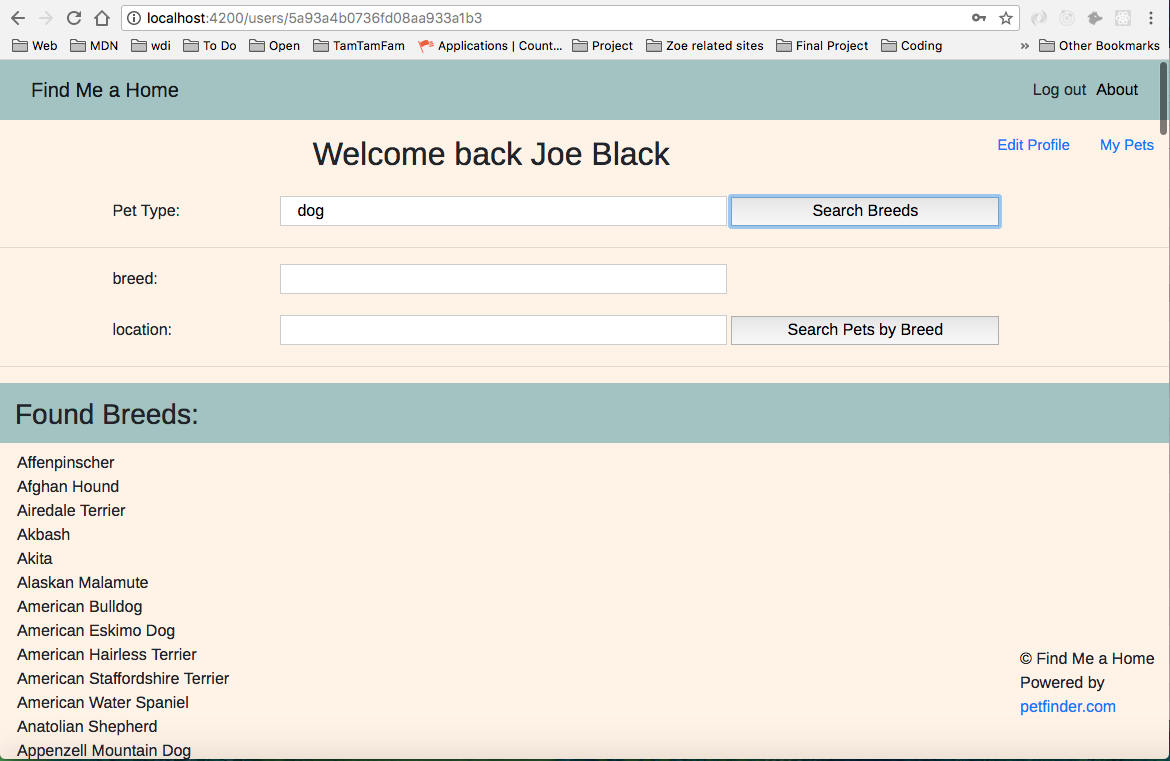 localhost:4200/users/5a93a4b0736fd08aa933a1b3
Web MDN wdi To Do Open TamTamFam Applications | Count... Project Zoe related sites Final Project Coding » Other Bookmarks
Find Me a Home Log out About
Welcome back Joe Black Edit Profile My Pets
Pet Type: dog Search Breeds
breed:
location: Search Pets by Breed
Found Breeds:
Affenpinscher
Afghan Hound
Airedale Terrier
Akbash
Akita
Alaskan Malamute
American Bulldog
American Eskimo Dog
American Hairless Terrier
American Staffordshire Terrier
American Water Spaniel
Anatolian Shepherd
Appenzell Mountain Dog
© Find Me a Home
Powered by
petfinder.com